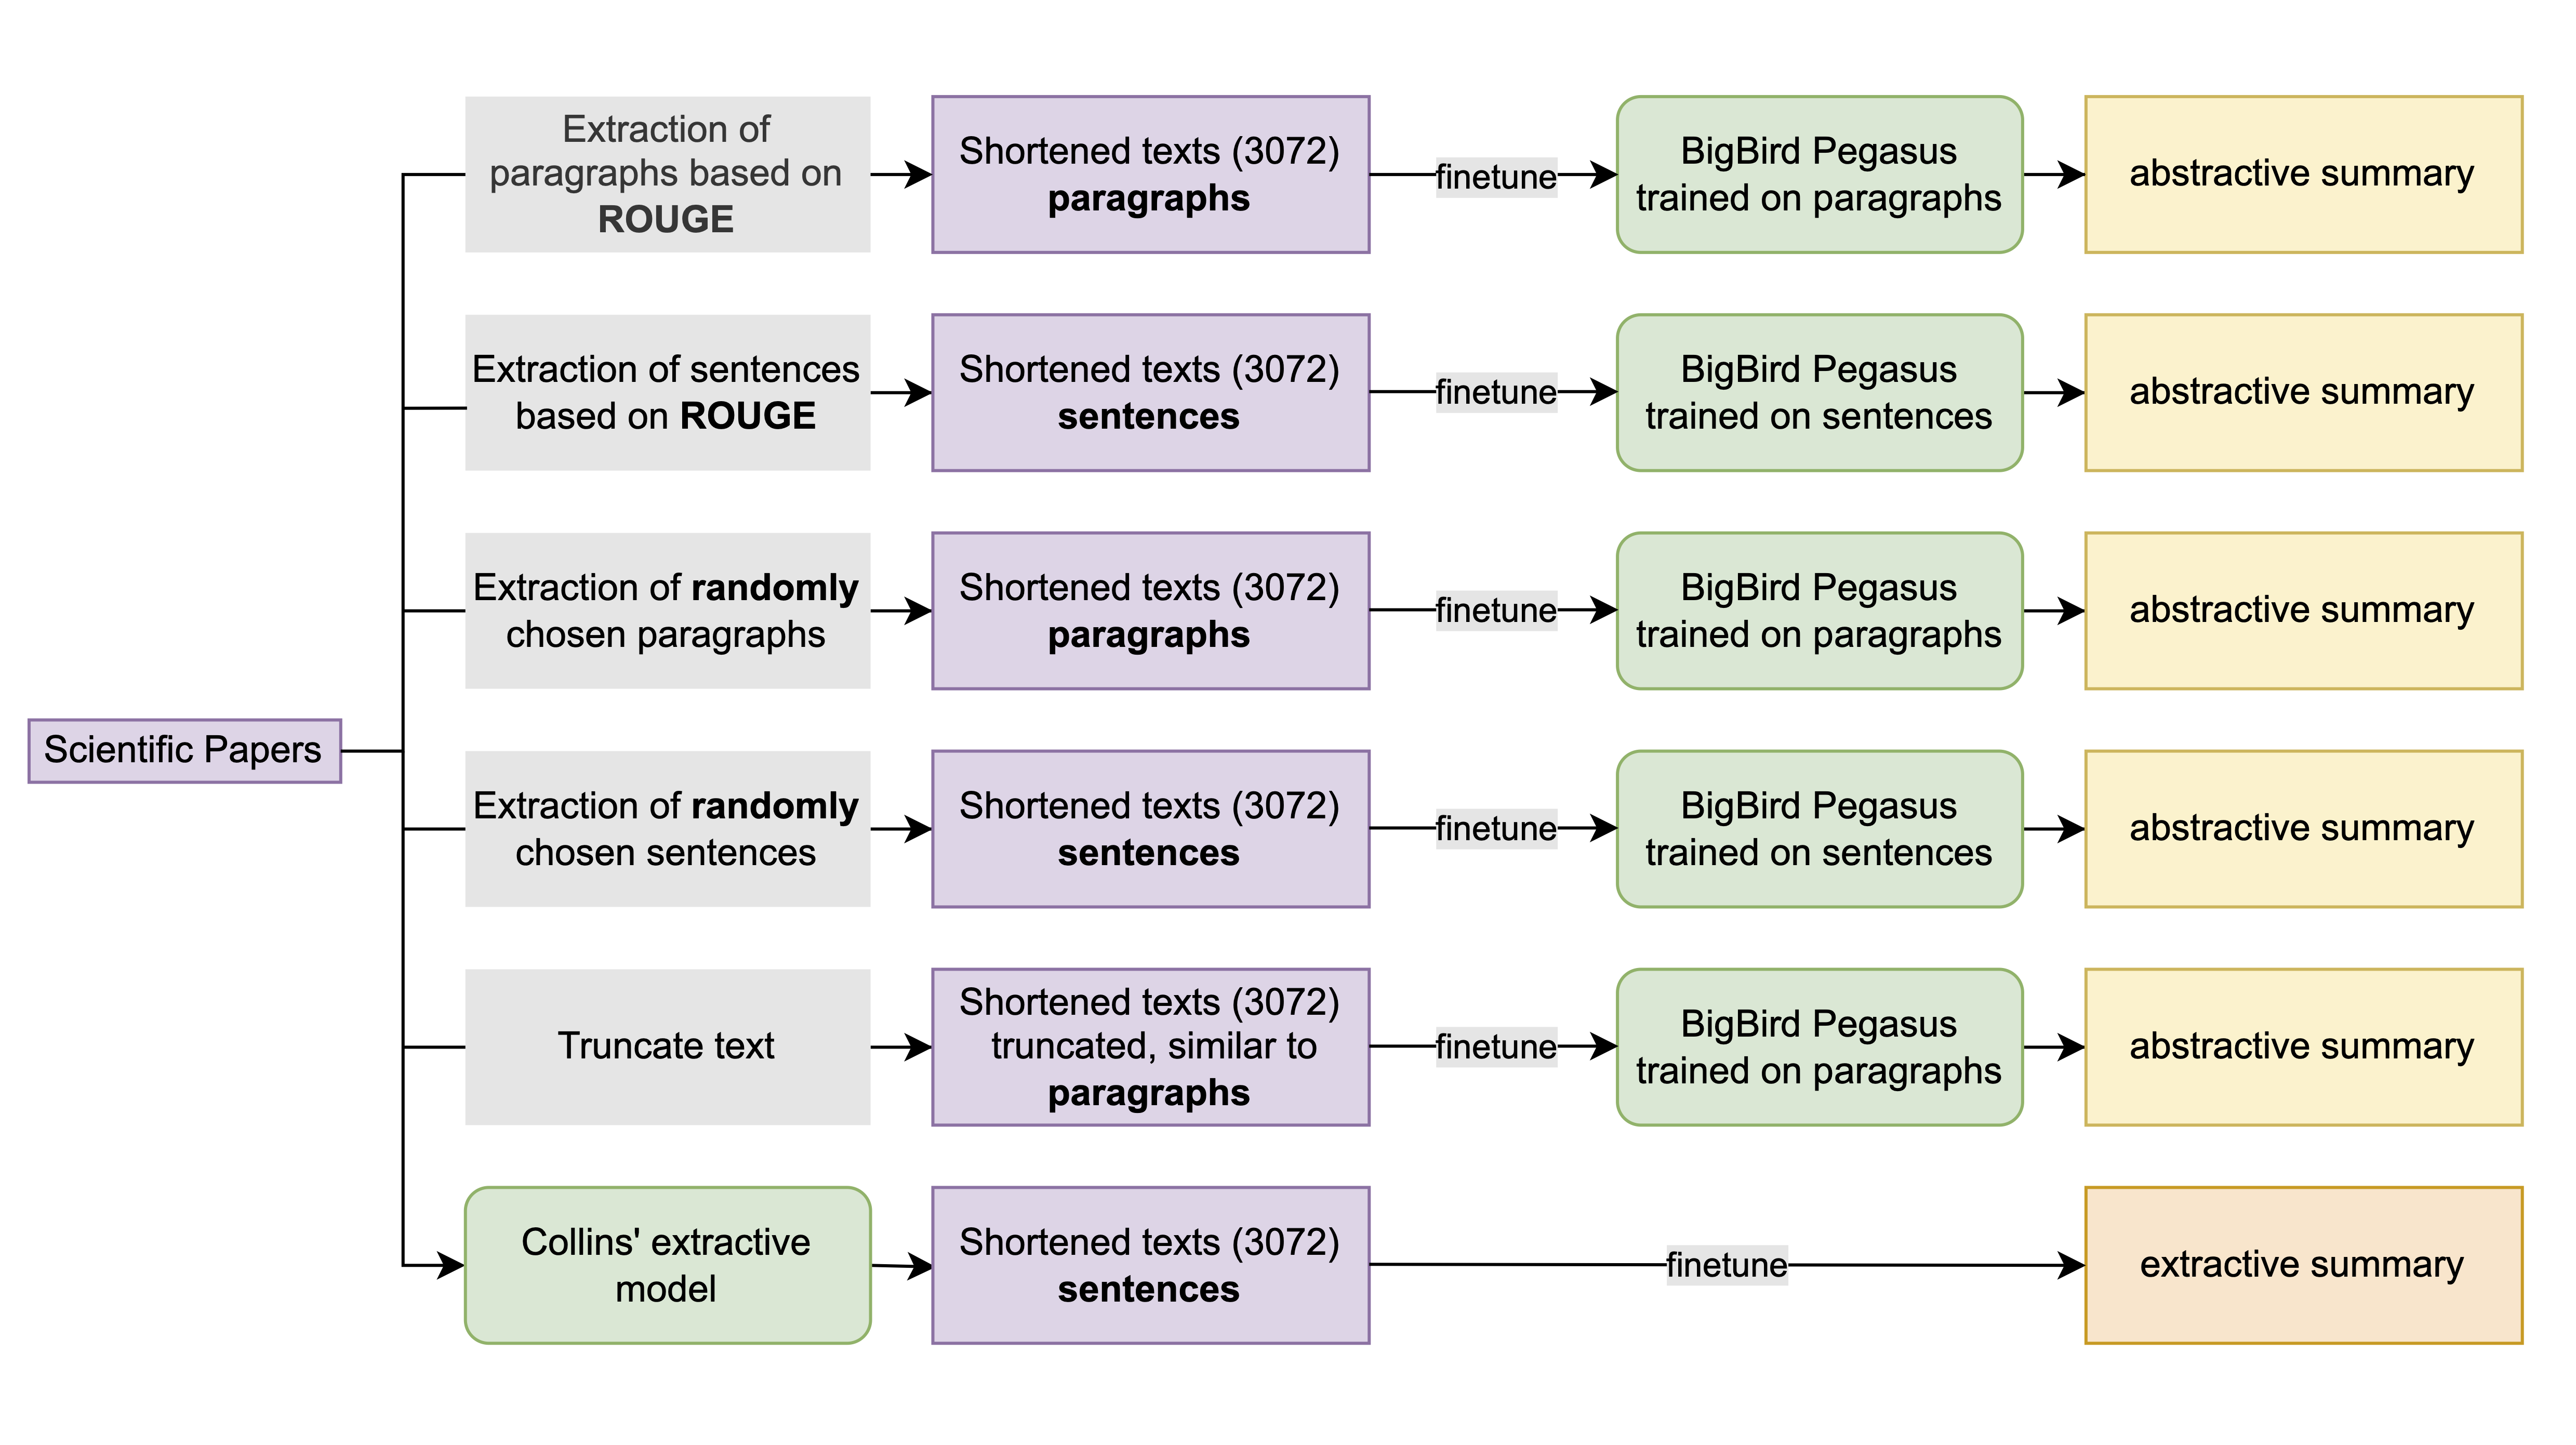 Extraction of
paragraphs based on
ROUGE
Shortened texts (3072)
paragraphs
finetune
BigBird Pegasus
trained on paragraphs
abstractive summary
Extraction of sentences
based on ROUGE
Shortened texts (3072)
sentences
finetune
BigBird Pegasus
trained on sentences
abstractive summary
Extraction of randomly
chosen paragraphs
Shortened texts (3072)
paragraphs
finetune
BigBird Pegasus
trained on paragraphs
abstractive summary
Scientific Papers
Extraction of randomly
chosen sentences
Shortened texts (3072)
sentences
finetune
BigBird Pegasus
trained on sentences
abstractive summary
Truncate text
Shortened texts (3072)
truncated, similar to
paragraphs
finetune
BigBird Pegasus
trained on paragraphs
abstractive summary
Collins' extractive
model
Shortened texts (3072)
sentences
finetune
extractive summary